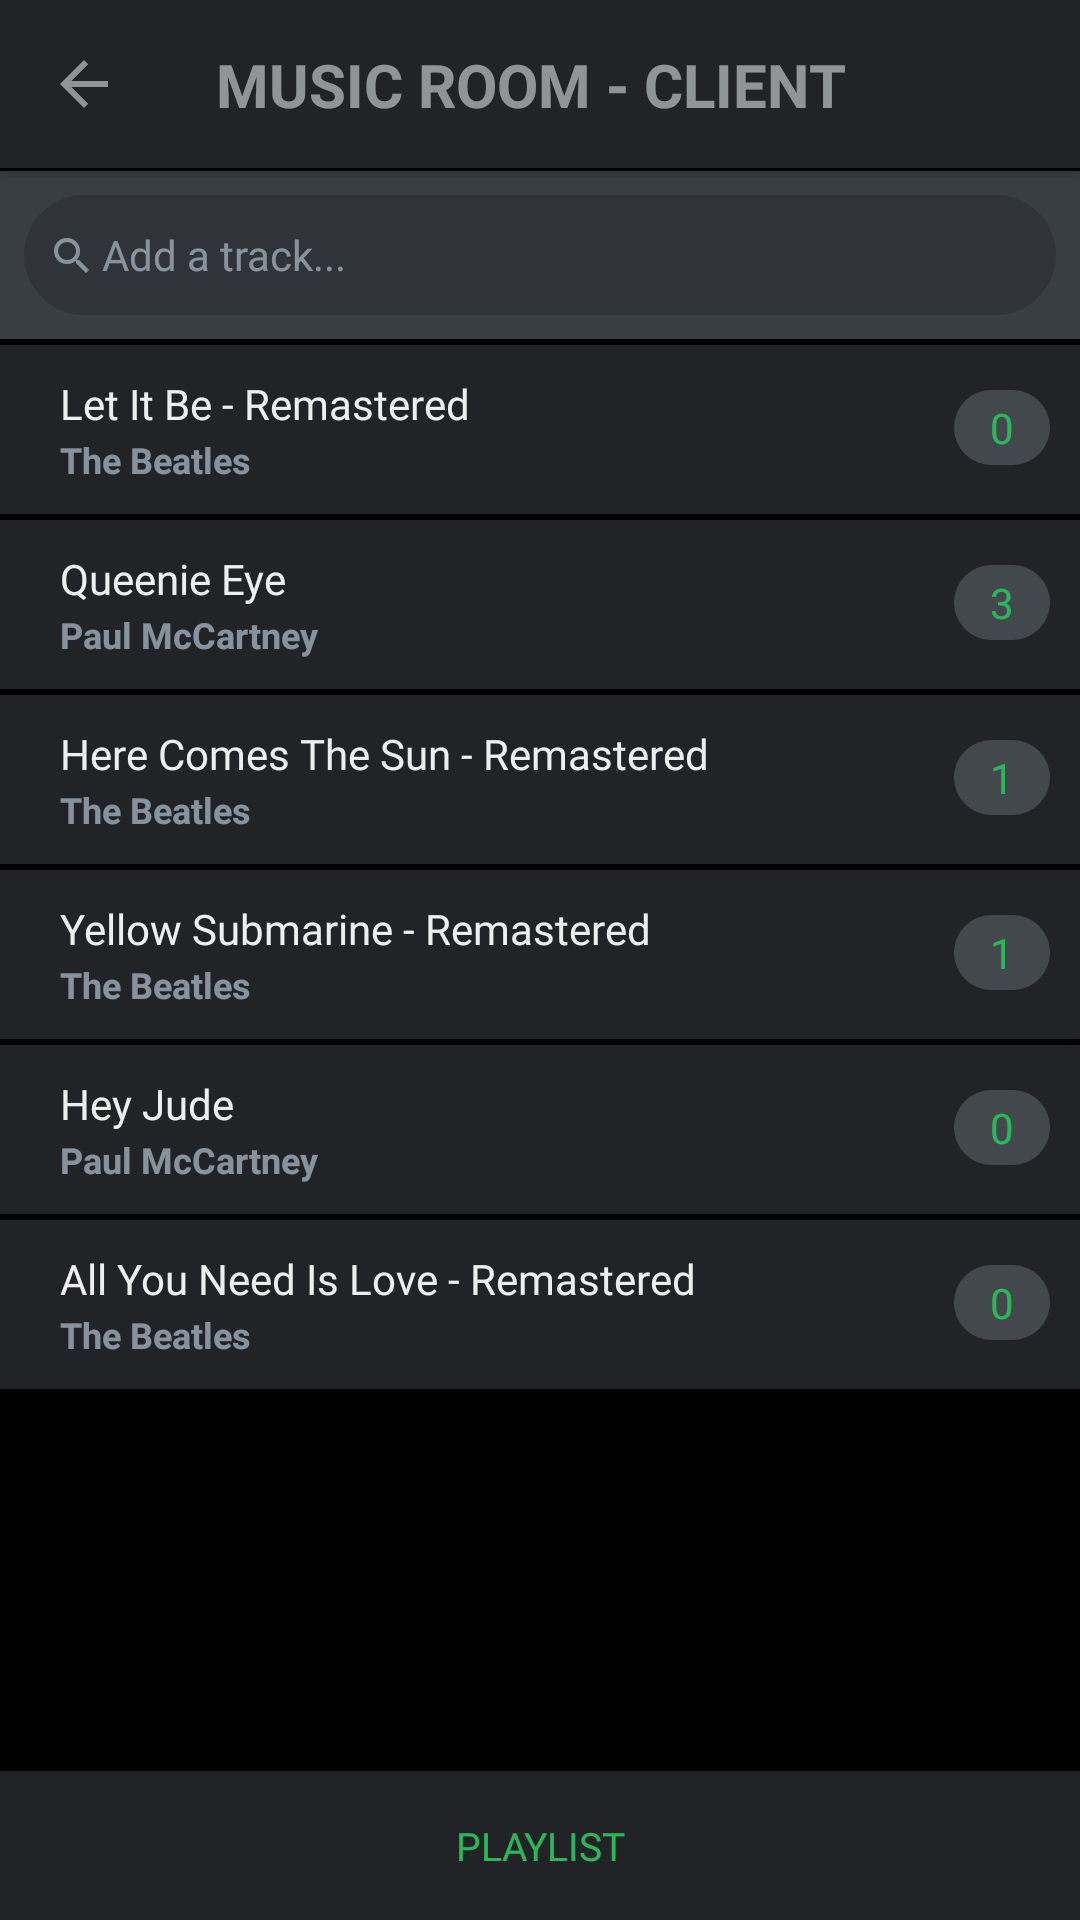 MUSIC ROOM - CLIENT
Add a track...
Let It Be - Remastered
The Beatles
0
Queenie Eye
Paul McCartney
3
Here Comes The Sun - Remastered
The Beatles
1
Yellow Submarine - Remastered
The Beatles
1
Hey Jude
Paul McCartney
0
All You Need Is Love - Remastered
The Beatles
0
PLAYLIST